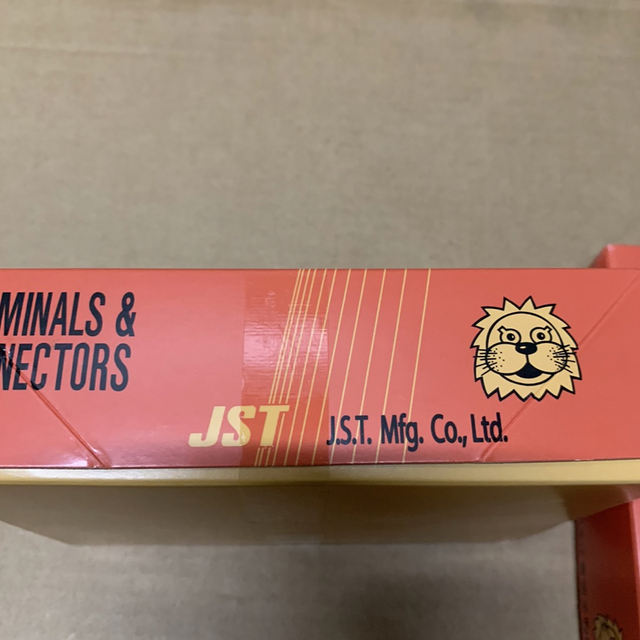 MINALS &
NECTORS
JST
J.S.T. Mfg. Co., Ltd.